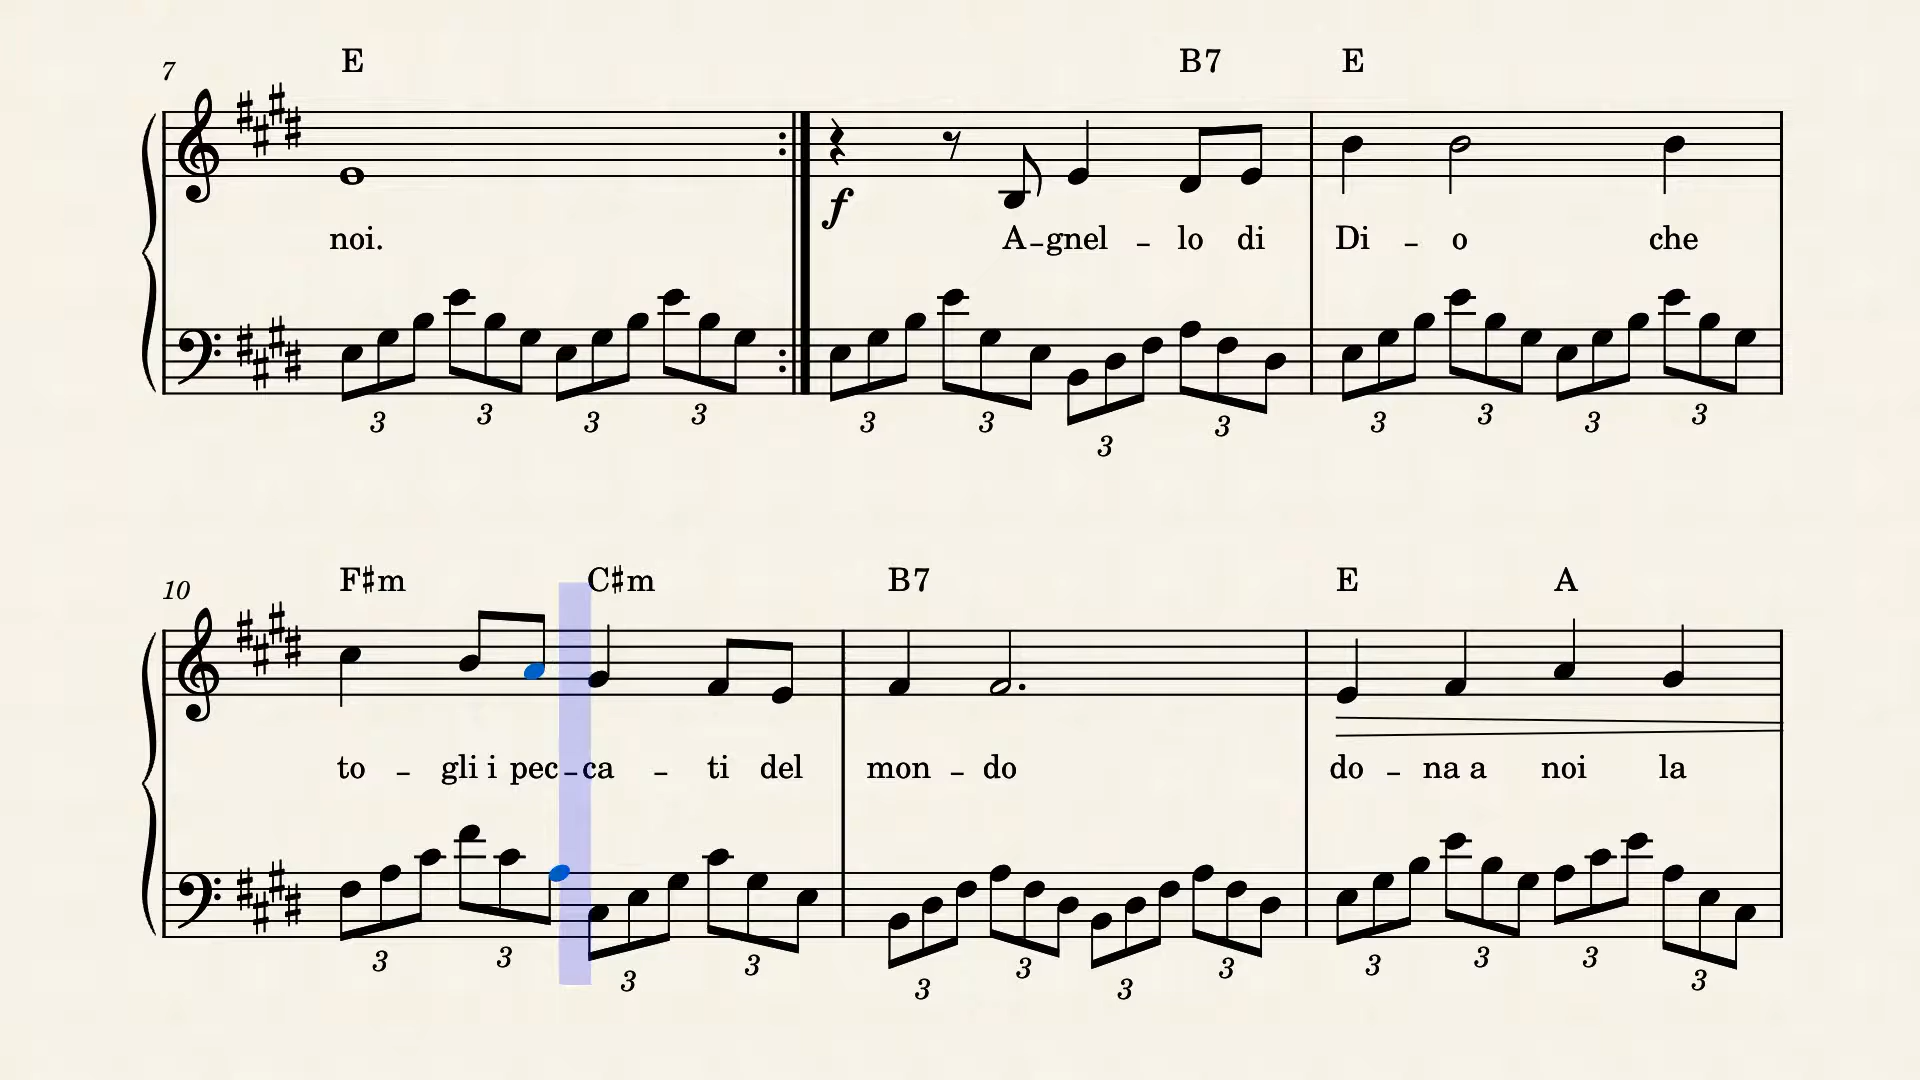 E B7 E
7
f
noi. A-gnel - lo di Di - o che
3 3 3 3 3 3 3 3 3 3 3 3
F♯m C♯m B7 E A
10
to - gli i pec-ca - ti del mon - do do - na a noi la
3 3 3 3 3 3 3 3 3 3 3 3